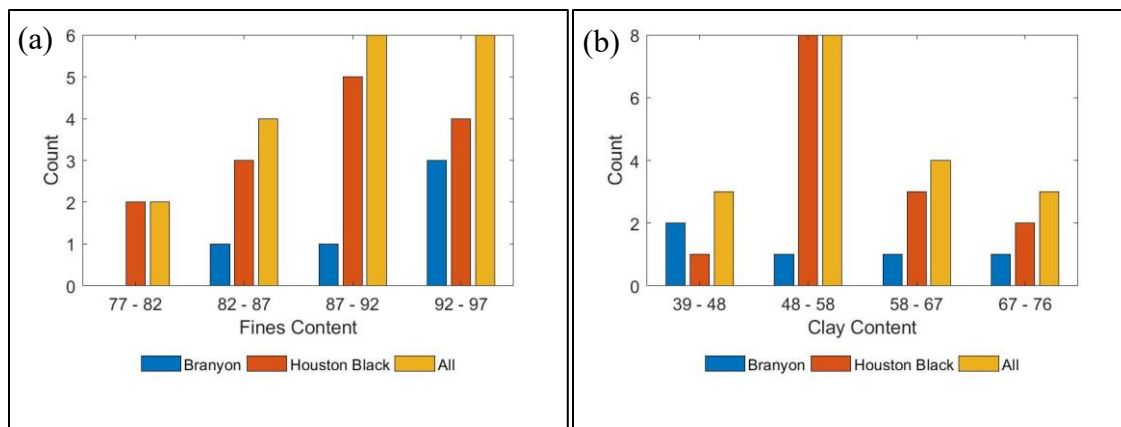 (a)
6
5
4
3
2
1
0
Count
77 - 82 82 - 87 87 - 92 92 - 97
Fines Content
Branyon Houston Black All
(b)
8
6
4
2
0
Count
39 - 48 48 - 58 58 - 67 67 - 76
Clay Content
Branyon Houston Black All